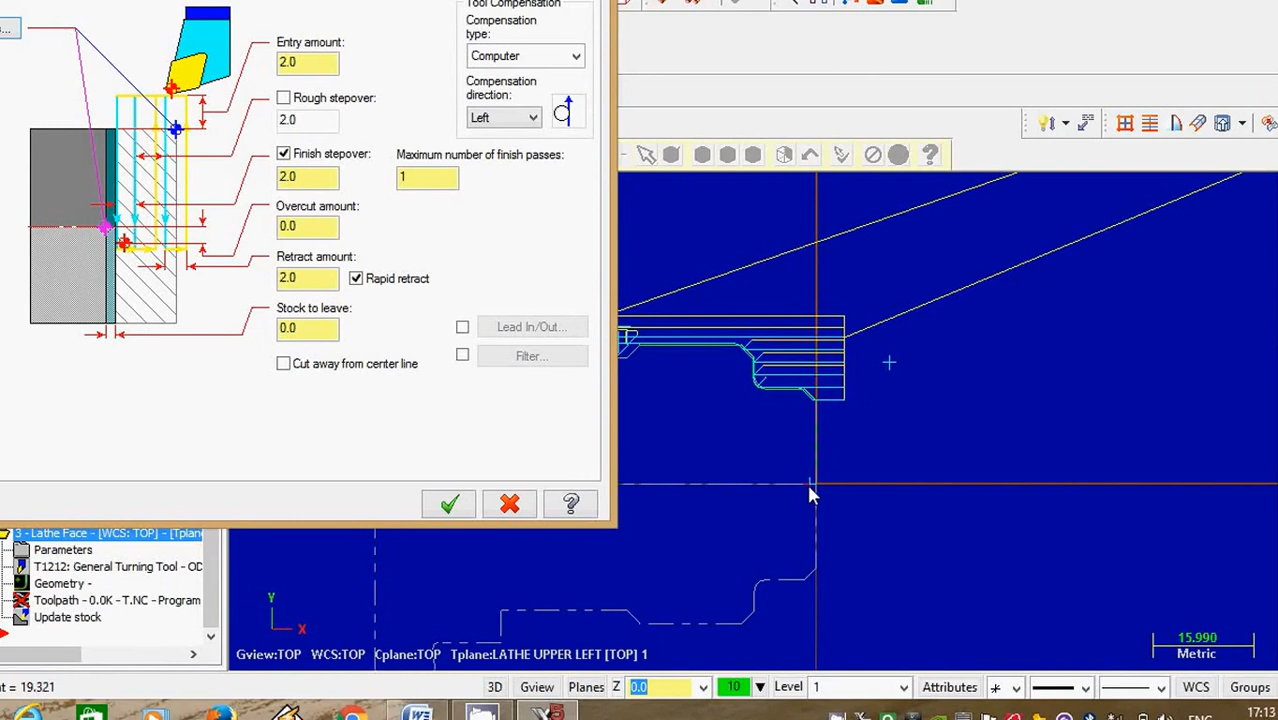 Tool Compensation
Compensation
type:
Computer
Compensation
direction:
Left
...
Entry amount:
2.0
Rough stepover:
2.0
Finish stepover:
2.0
Maximum number of finish passes:
1
Overcut amount:
0.0
Retract amount:
2.0
Rapid retract
Stock to leave:
0.0
Lead In/Out...
Filter...
Cut away from center line
3 - Lathe Face - [WCS: TOP] - [Tplane
Parameters
T1212: General Turning Tool - OD
Geometry -
Toolpath - 0.0K - T.NC - Program
Update stock
Y
X
Gview:TOP WCS:TOP Cplane:TOP Tplane:LATHE UPPER LEFT [TOP] 1
15.990
Metric
at = 19.321
3D Gview Planes Z 0.0 10 Level 1 Attributes WCS Groups
17:13
ENG